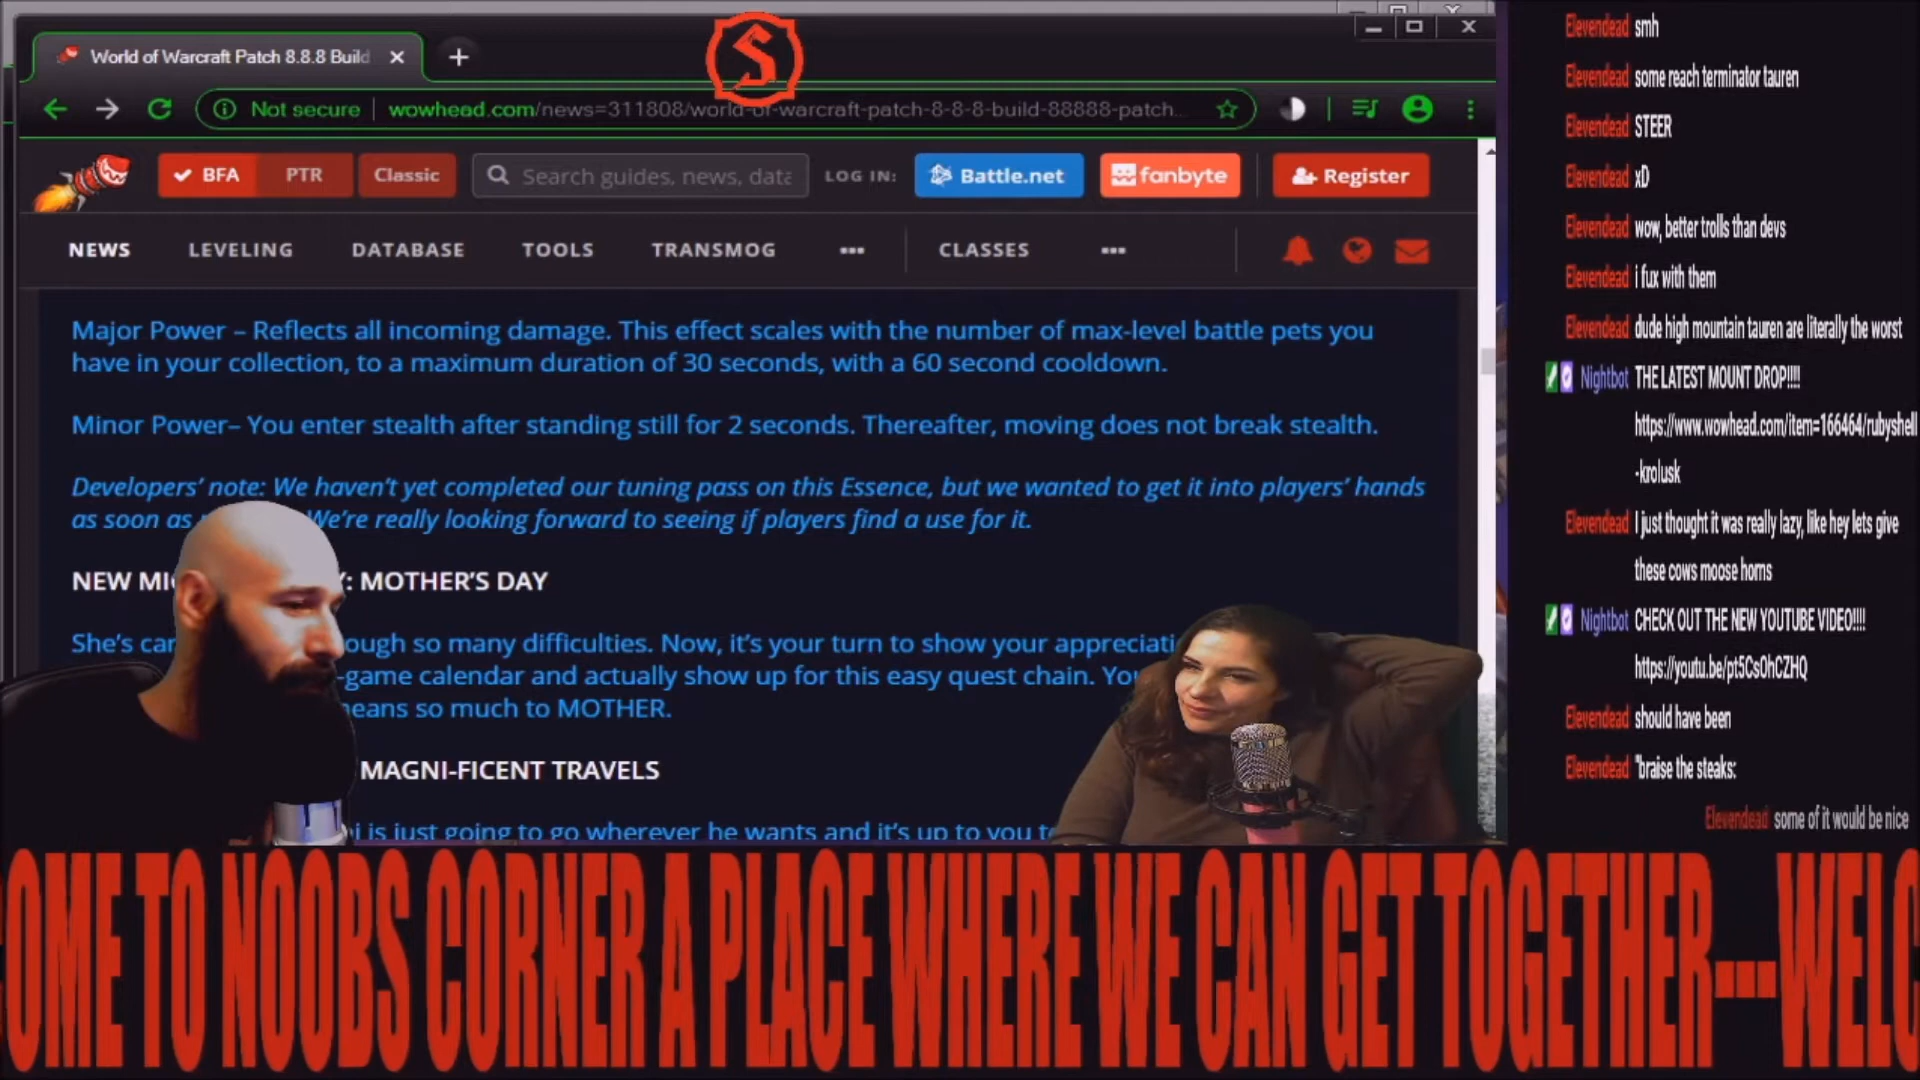 World of Warcraft Patch 8.8.8 Build
Not secure
wowhead.com/news=311808/world-of-warcraft-patch-8-8-8-build-88888-patch...
BFA
PTR
Classic
Search guides, news, data
LOG IN:
Battle.net
fanbyte
Register
NEWS
LEVELING
DATABASE
TOOLS
TRANSMOG
CLASSES
Major Power – Reflects all incoming damage. This effect scales with the number of max-level battle pets you
have in your collection, to a maximum duration of 30 seconds, with a 60 second cooldown.
Minor Power– You enter stealth after standing still for 2 seconds. Thereafter, moving does not break stealth.
Developers’ note: We haven’t yet completed our tuning pass on this Essence, but we wanted to get it into players’ hands
as soon as We’re really looking forward to seeing if players find a use for it.
NEW MOTHER’S DAY
She’s so many difficulties. Now, it’s your turn to show your
-game calendar and actually show up for this easy quest chain.
means so much to MOTHER.
MAGNI-FICENT TRAVELS
is just going to go wherever he wants and it’s up to you
Elevendead smh
Elevendead some reach terminator tauren
Elevendead STEER
Elevendead xD
Elevendead wow, better trolls than devs
Elevendead i fux with them
Elevendead dude high mountain tauren are literally the worst
Nightbot THE LATEST MOUNT DROP!!!!
https://www.wowhead.com/item=166464/rubyshell
-krolusk
Elevendead I just thought it was really lazy, like hey lets give
these cows moose horns
Nightbot CHECK OUT THE NEW YOUTUBE VIDEO!!!!
https://youtu.be/pt5Cs0hCZHQ
Elevendead should have been
Elevendead "braise the steaks:
Elevendead some of it would be nice
OME TO NOOBS CORNER A PLACE WHERE WE CAN GET TOGETHER---WELC